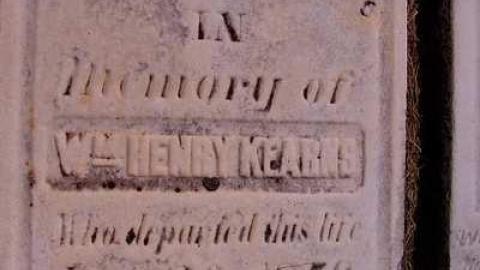 IN
Memory of
Wm HENRY KEARNS
Who departed this life